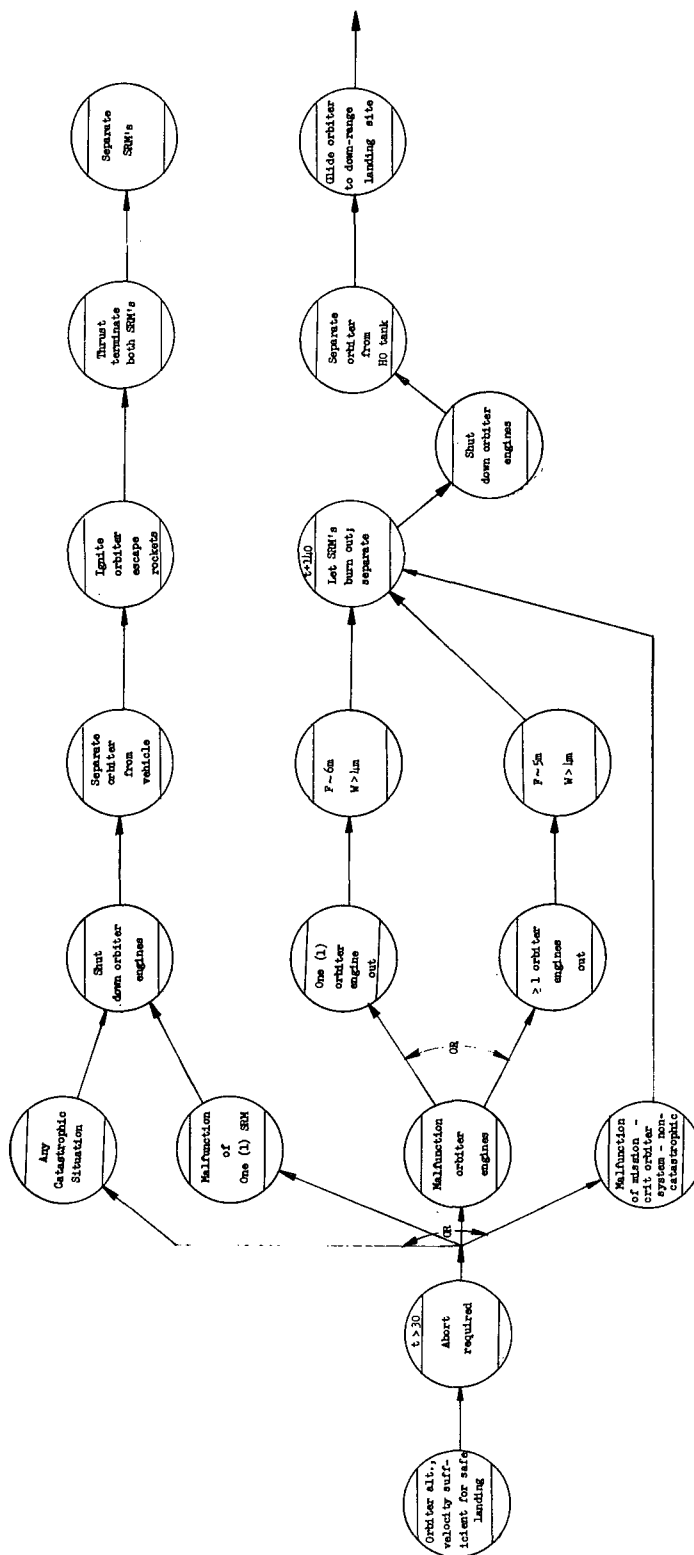 Orbiter alt.,
velocity suff-
icient for safe
landing
t > 30
Abort
required
OR
Any
Catastrophic
Situation
Malfunction
of
One (1) SRM
Shut
down orbiter
engines
Separate
orbiter
from
vehicle
Ignite
orbiter
escape
rockets
Thrust
terminate
both SRM's
Separate
SRM's
Malfunction
orbiter
engines
OR
One (1)
orbiter
engine
out
F ~ 6m
W > 4m
≥ 1 orbiter
engines
out
F ~ 5m
W > 4m
Malfunction
of mission -
crit orbiter
system - non-
catastrophic
t+140
Let SRM's
burn out;
separate
Shut
down orbiter
engines
Separate
orbiter
from
HO tank
Glide orbiter
to down-range
landing site